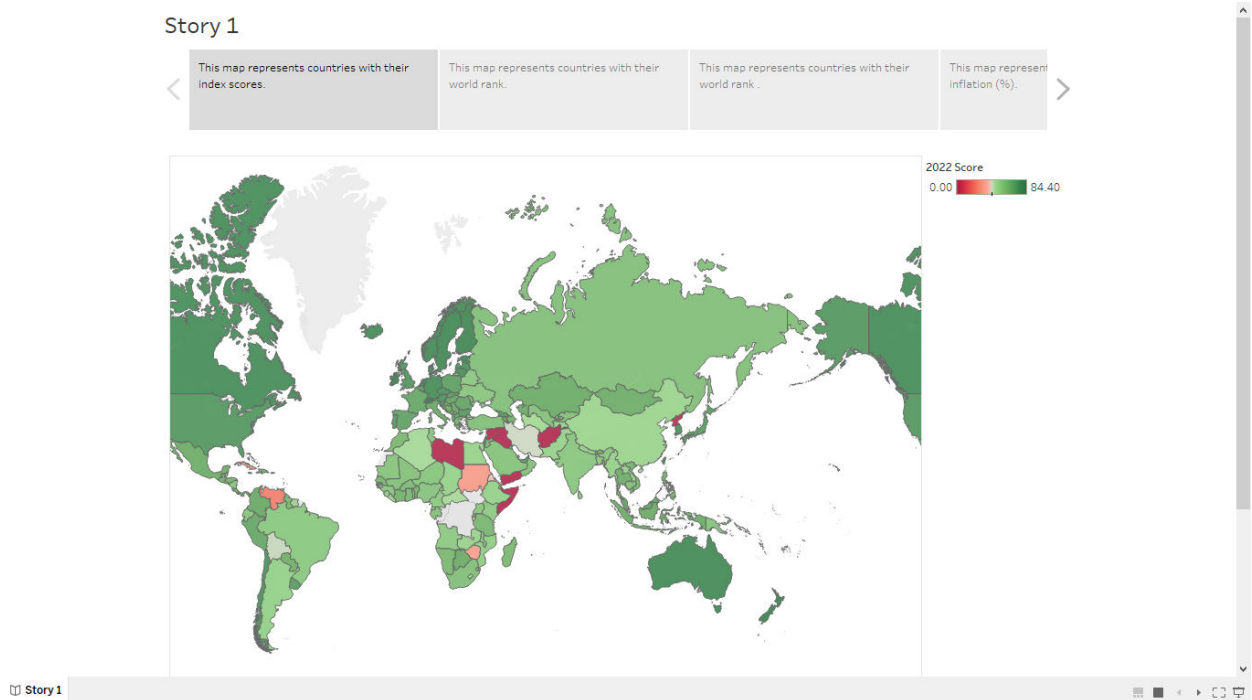 Story 1
This map represents countries with their
index scores.
This map represents countries with their
world rank.
This map represents countries with their
world rank .
This map represent
inflation (%).
2022 Score
0.00
84.40
Story 1